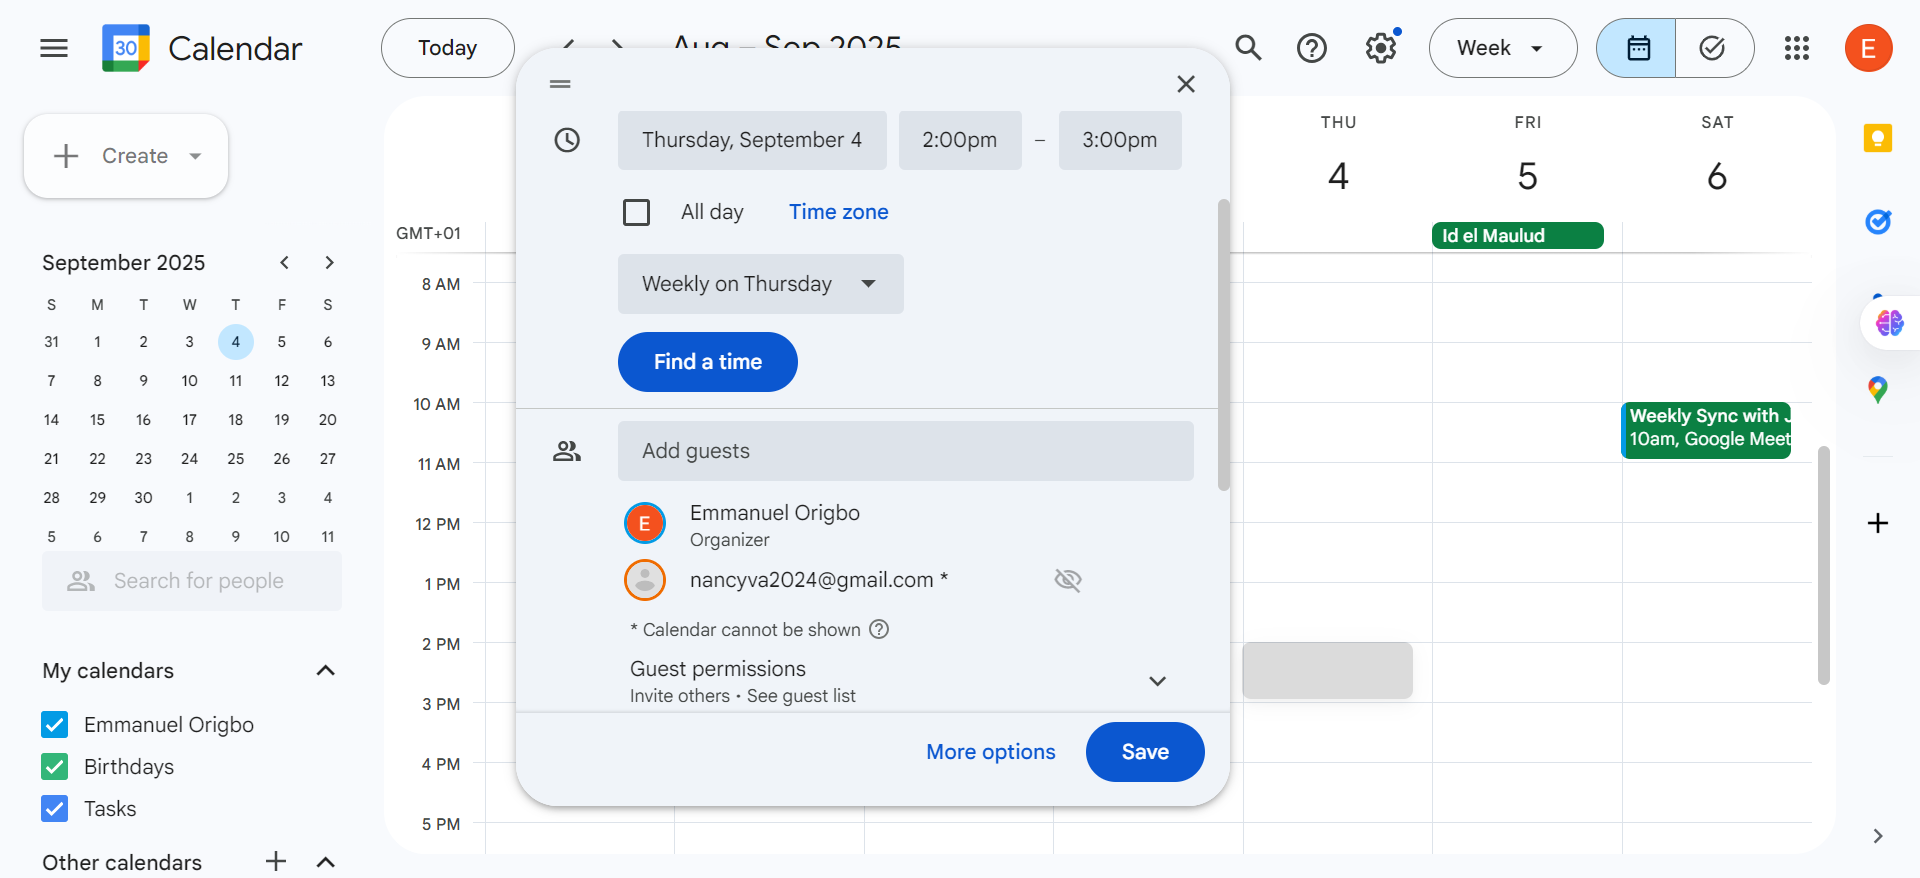 30 Calendar
Today
Aug – Sep 2025
Week
E
Create
September 2025
S M T W T F S
31 1 2 3 4 5 6
7 8 9 10 11 12 13
14 15 16 17 18 19 20
21 22 23 24 25 26 27
28 29 30 1 2 3 4
5 6 7 8 9 10 11
Search for people
My calendars
Emmanuel Origbo
Birthdays
Tasks
Other calendars
Thursday, September 4 2:00pm – 3:00pm
All day Time zone
Weekly on Thursday
Find a time
Add guests
E
Emmanuel Origbo
Organizer
nancyva2024@gmail.com *
* Calendar cannot be shown
Guest permissions
Invite others • See guest list
More options
Save
THU FRI SAT
4 5 6
GMT+01
Id el Maulud
8 AM
9 AM
10 AM
11 AM
12 PM
1 PM
2 PM
3 PM
4 PM
5 PM
Weekly Sync with
10am, Google Meet